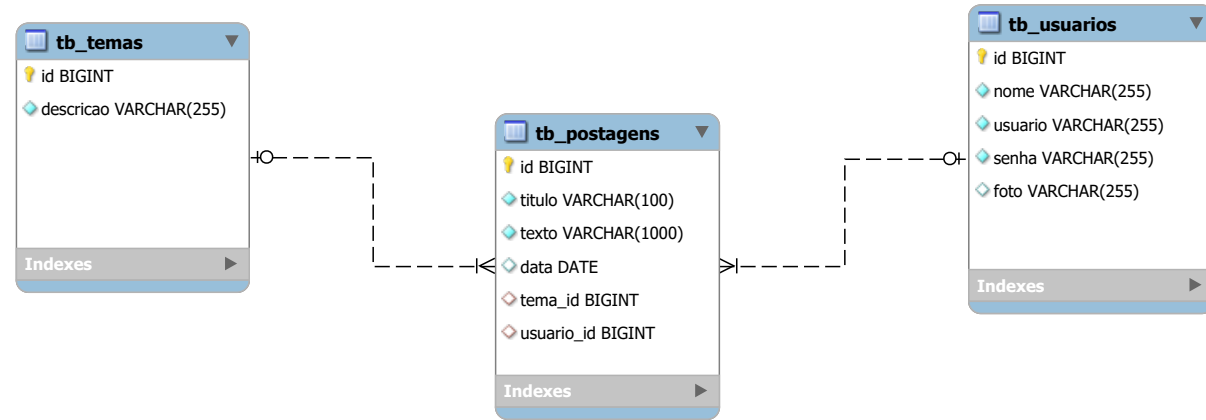 tb_temas
id BIGINT
descricao VARCHAR(255)
Indexes
tb_postagens
id BIGINT
titulo VARCHAR(100)
texto VARCHAR(1000)
data DATE
tema_id BIGINT
usuario_id BIGINT
Indexes
tb_usuarios
id BIGINT
nome VARCHAR(255)
usuario VARCHAR(255)
senha VARCHAR(255)
foto VARCHAR(255)
Indexes